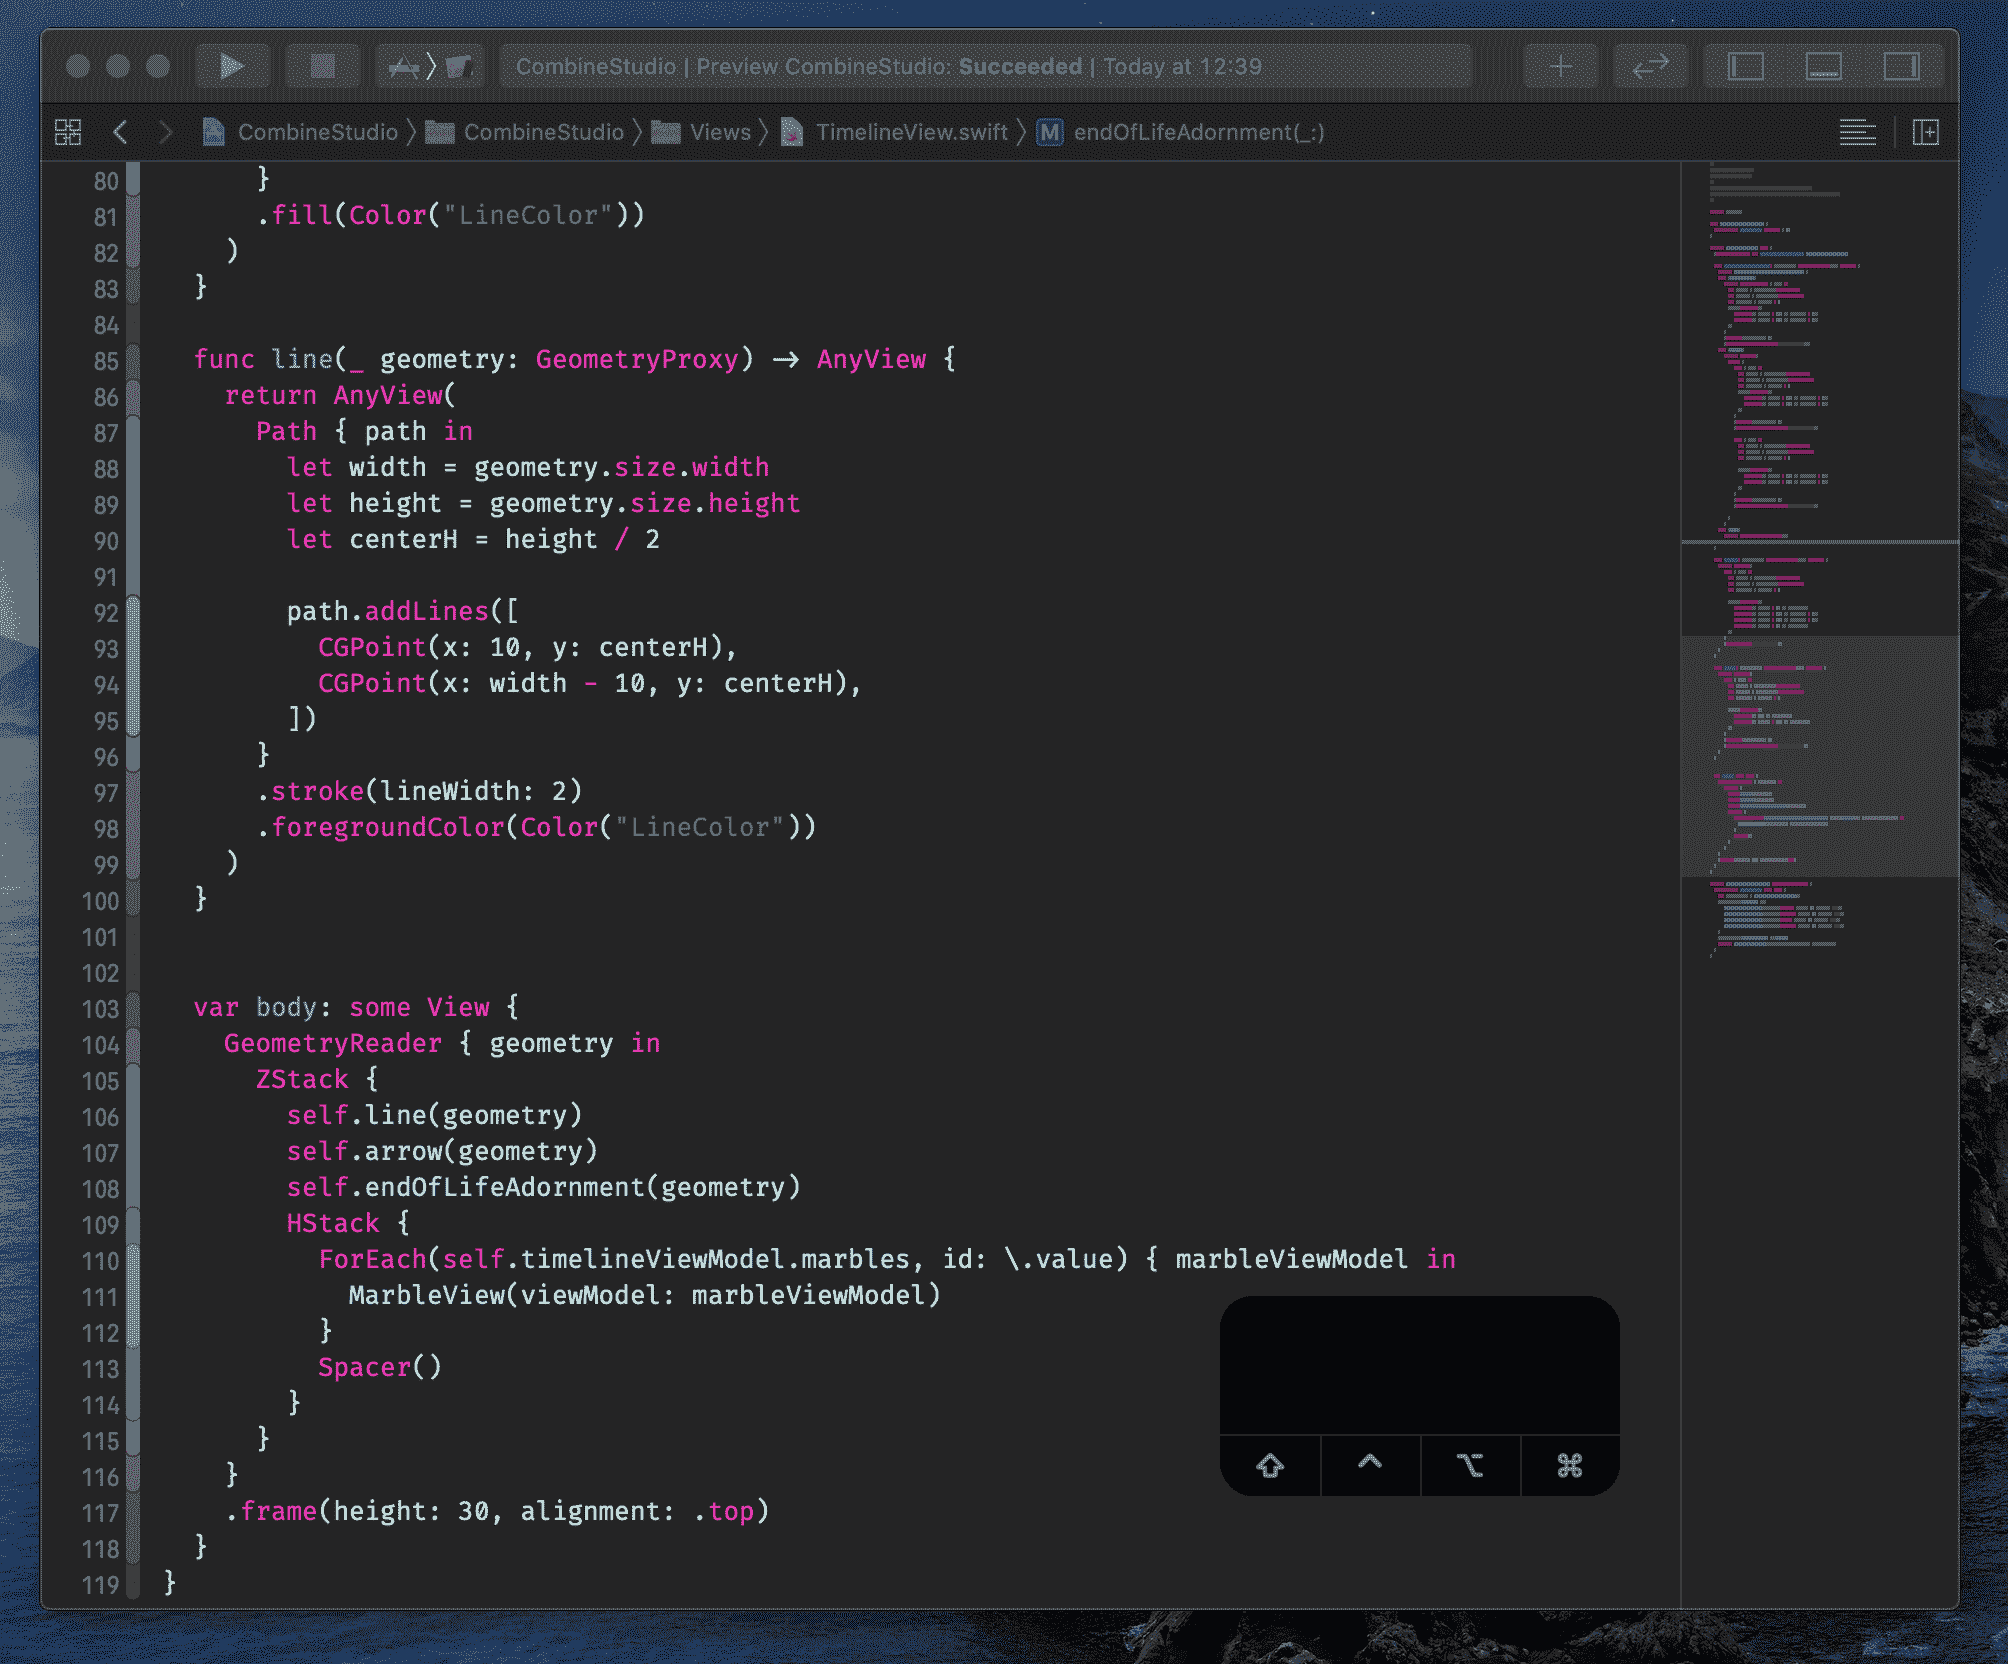 CombineStudio | Preview CombineStudio: Succeeded | Today at 12:39
CombineStudio 〉 CombineStudio 〉 Views 〉 TimelineView.swift 〉 M endOfLifeAdornment(_:)
80       }
81       .fill(Color("LineColor"))
82     )
83   }
84
85   func line(_ geometry: GeometryProxy) → AnyView {
86     return AnyView(
87       Path { path in
88         let width = geometry.size.width
89         let height = geometry.size.height
90         let centerH = height / 2
91
92         path.addLines([
93           CGPoint(x: 10, y: centerH),
94           CGPoint(x: width - 10, y: centerH),
95         ])
96       }
97       .stroke(lineWidth: 2)
98       .foregroundColor(Color("LineColor"))
99     )
100   }
101
102
103   var body: some View {
104     GeometryReader { geometry in
105       ZStack {
106         self.line(geometry)
107         self.arrow(geometry)
108         self.endOfLifeAdornment(geometry)
109         HStack {
110           ForEach(self.timelineViewModel.marbles, id: \.value) { marbleViewModel in
111             MarbleView(viewModel: marbleViewModel)
112           }
113           Spacer()
114         }
115       }
116     }
117     .frame(height: 30, alignment: .top)
118   }
119 }
⇧ ⌃ ⌥ ⌘